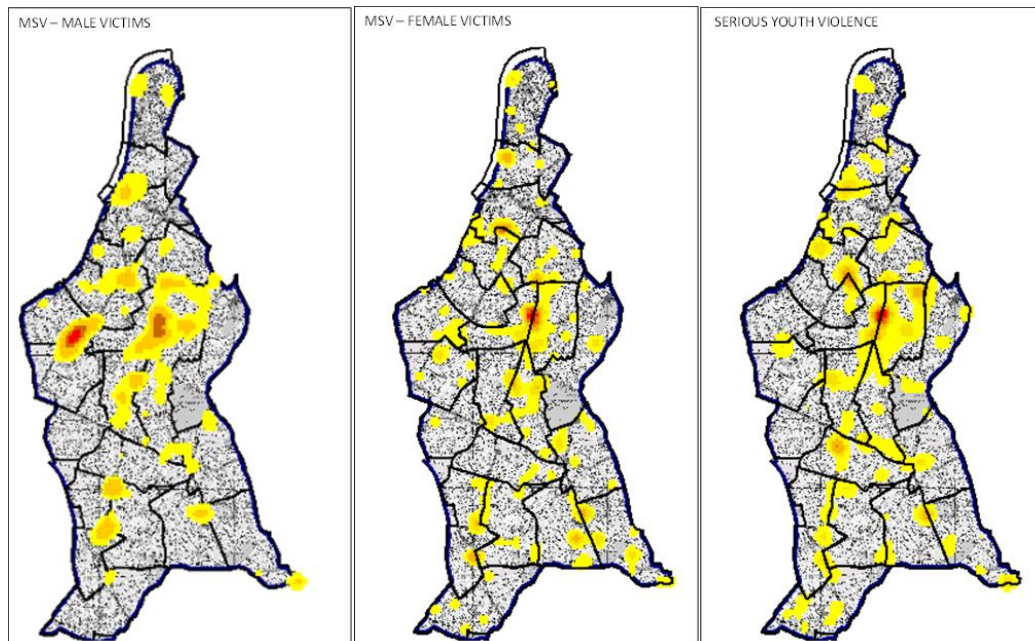 MSV – MALE VICTIMS
MSV – FEMALE VICTIMS
SERIOUS YOUTH VIOLENCE